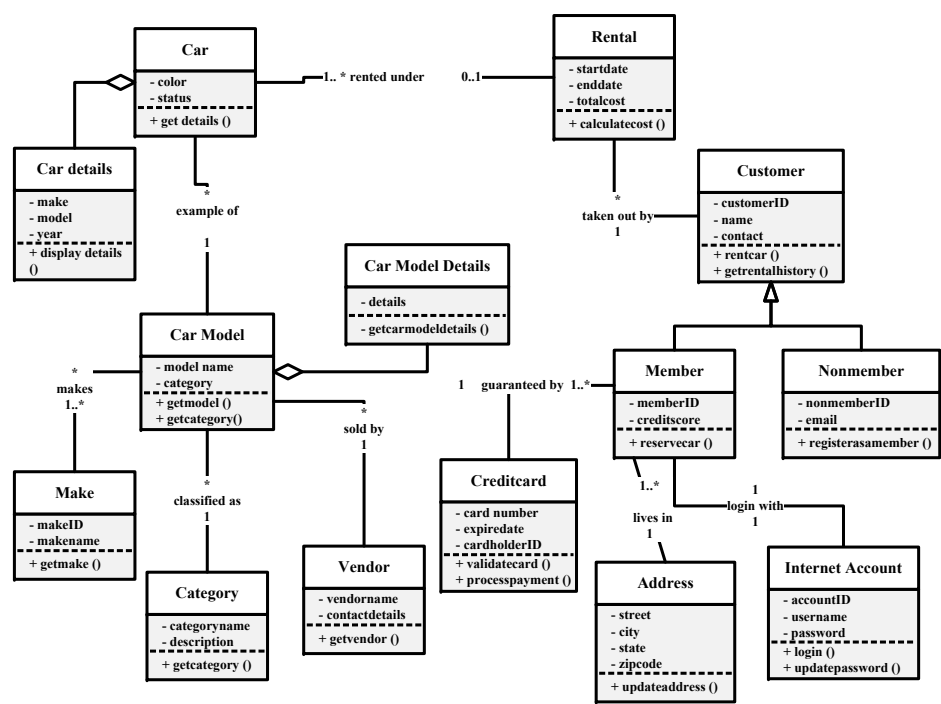 Car
- color
- status
+ get details ()
1.. * rented under
0..1
Rental
- startdate
- enddate
- totalcost
+ calculatecost ()
Car details
- make
- model
- year
+ display details
()
*
example of
1
*
taken out by
1
Customer
- customerID
- name
- contact
+ rentcar ()
+ getrentalhistory ()
Car Model Details
- details
- getcarmodeldetails ()
Car Model
- model name
- category
+ getmodel ()
+ getcategory()
*
makes
1..*
*
sold by
1
*
classified as
1
1
guaranteed by
1..*
Member
- memberID
- creditscore
+ reservecar ()
Nonmember
- nonmemberID
- email
+ registerasamember ()
Make
- makeID
- makename
+ getmake ()
Category
- categoryname
- description
+ getcategory ()
Vendor
- vendorname
- contactdetails
+ getvendor ()
Creditcard
- card number
- expiredate
- cardholderID
+ validatecard ()
+ processpayment ()
1..*
lives in
1
1
login with
1
Address
- street
- city
- state
- zipcode
+ updateaddress ()
Internet Account
- accountID
- username
- password
+ login ()
+ updatepassword ()